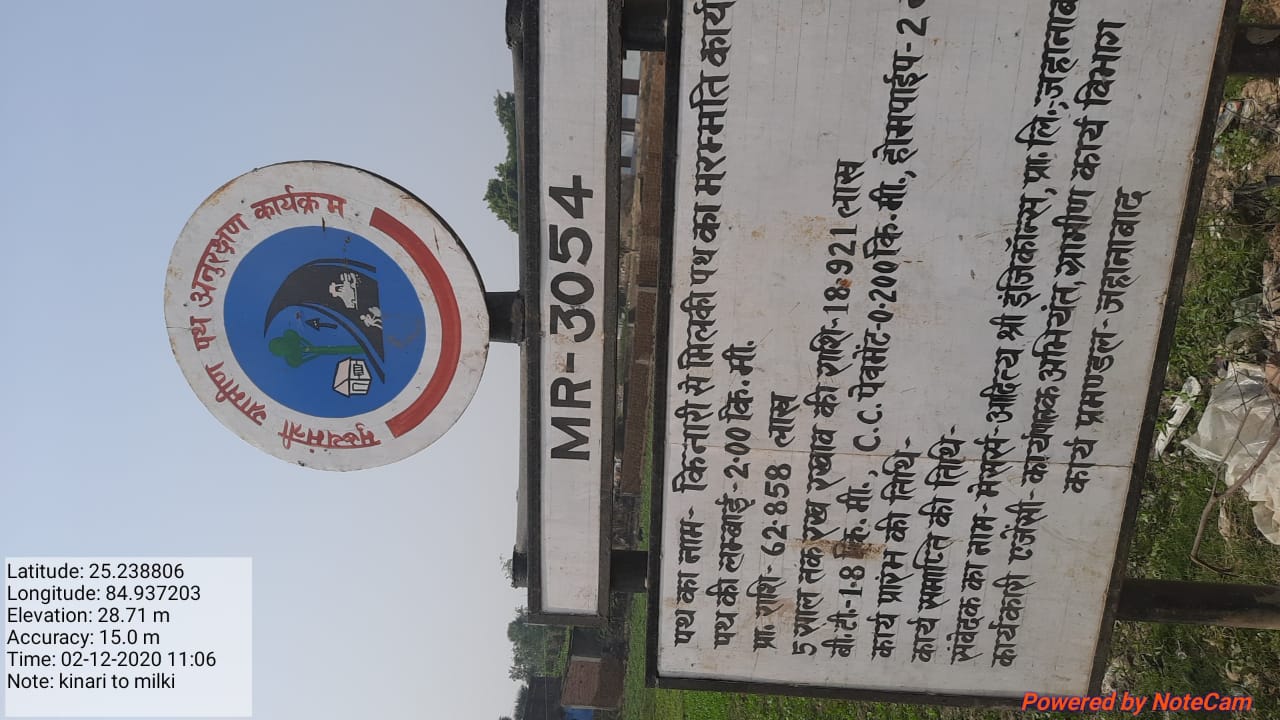 मुख्यमंत्री ग्रामीण पथ अनुरक्षण कार्यक्रम
MR-3054
पथ का नाम- किनारी से मिलकी पथ का मरम्मति कार्य
पथ की लम्बाई- 2.00 कि.मी.
प्रा. राशि- 62.858 लाख
5 साल तक रख रखाव की राशि-18.921 लाख
बी.टी.-1.8 कि.मी., C.C. पेवमेंट-0.200 कि.मी., होमपाईप-2
कार्य प्रारंभ की तिथि-
कार्य समाप्ति की तिथि-
संवेदक का नाम- मेसर्स-आदित्य श्री इंजिकॉन्स, प्रा. लि., जहानाबा
कार्यकारी एजेंसी- कार्यपालक अभियंता, ग्रामीण कार्य विभाग
कार्य प्रमण्डल- जहानाबाद
Latitude: 25.238806
Longitude: 84.937203
Elevation: 28.71 m
Accuracy: 15.0 m
Time: 02-12-2020 11:06
Note: kinari to milki
Powered by NoteCam